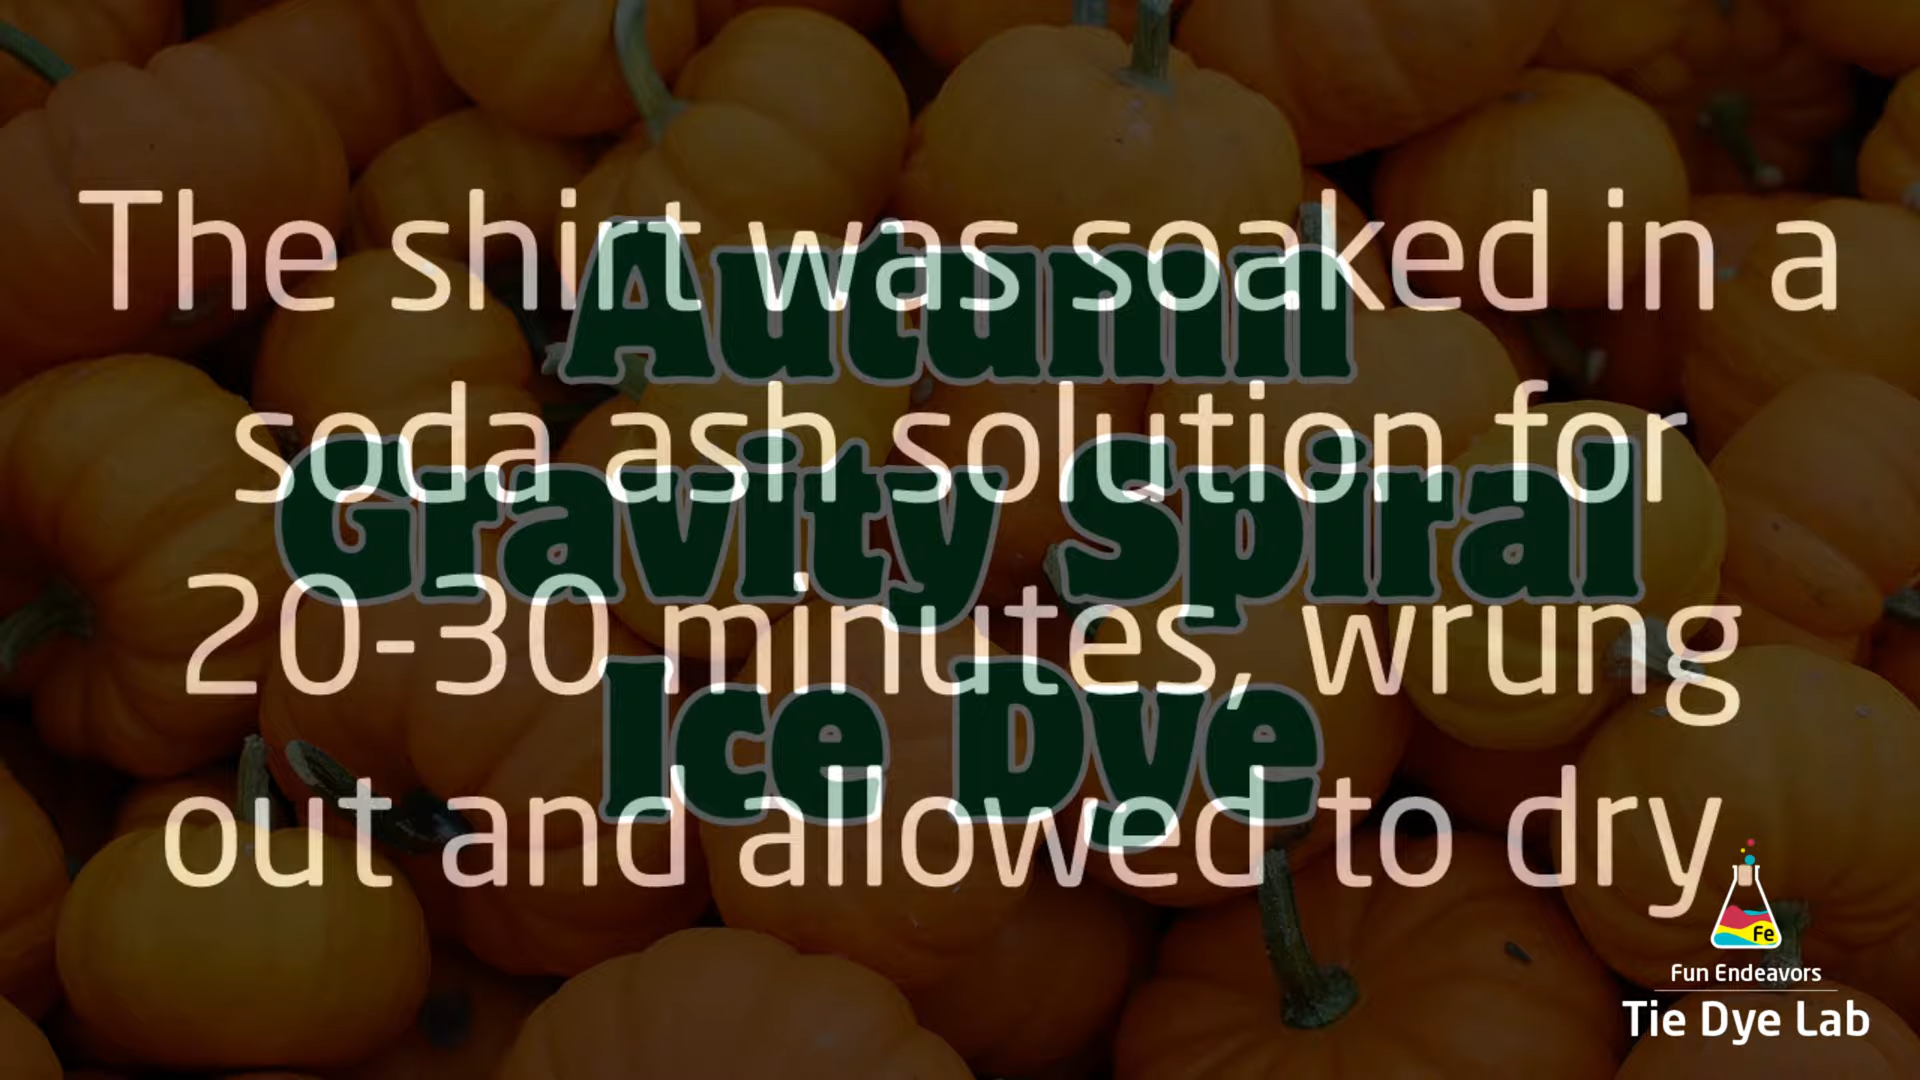 The shirt was soaked in a
soda ash solution for
20-30 minutes, wrung
out and allowed to dry
Autumn
Gravity Spiral
Ice Dye
Fe
Fun Endeavors
Tie Dye Lab